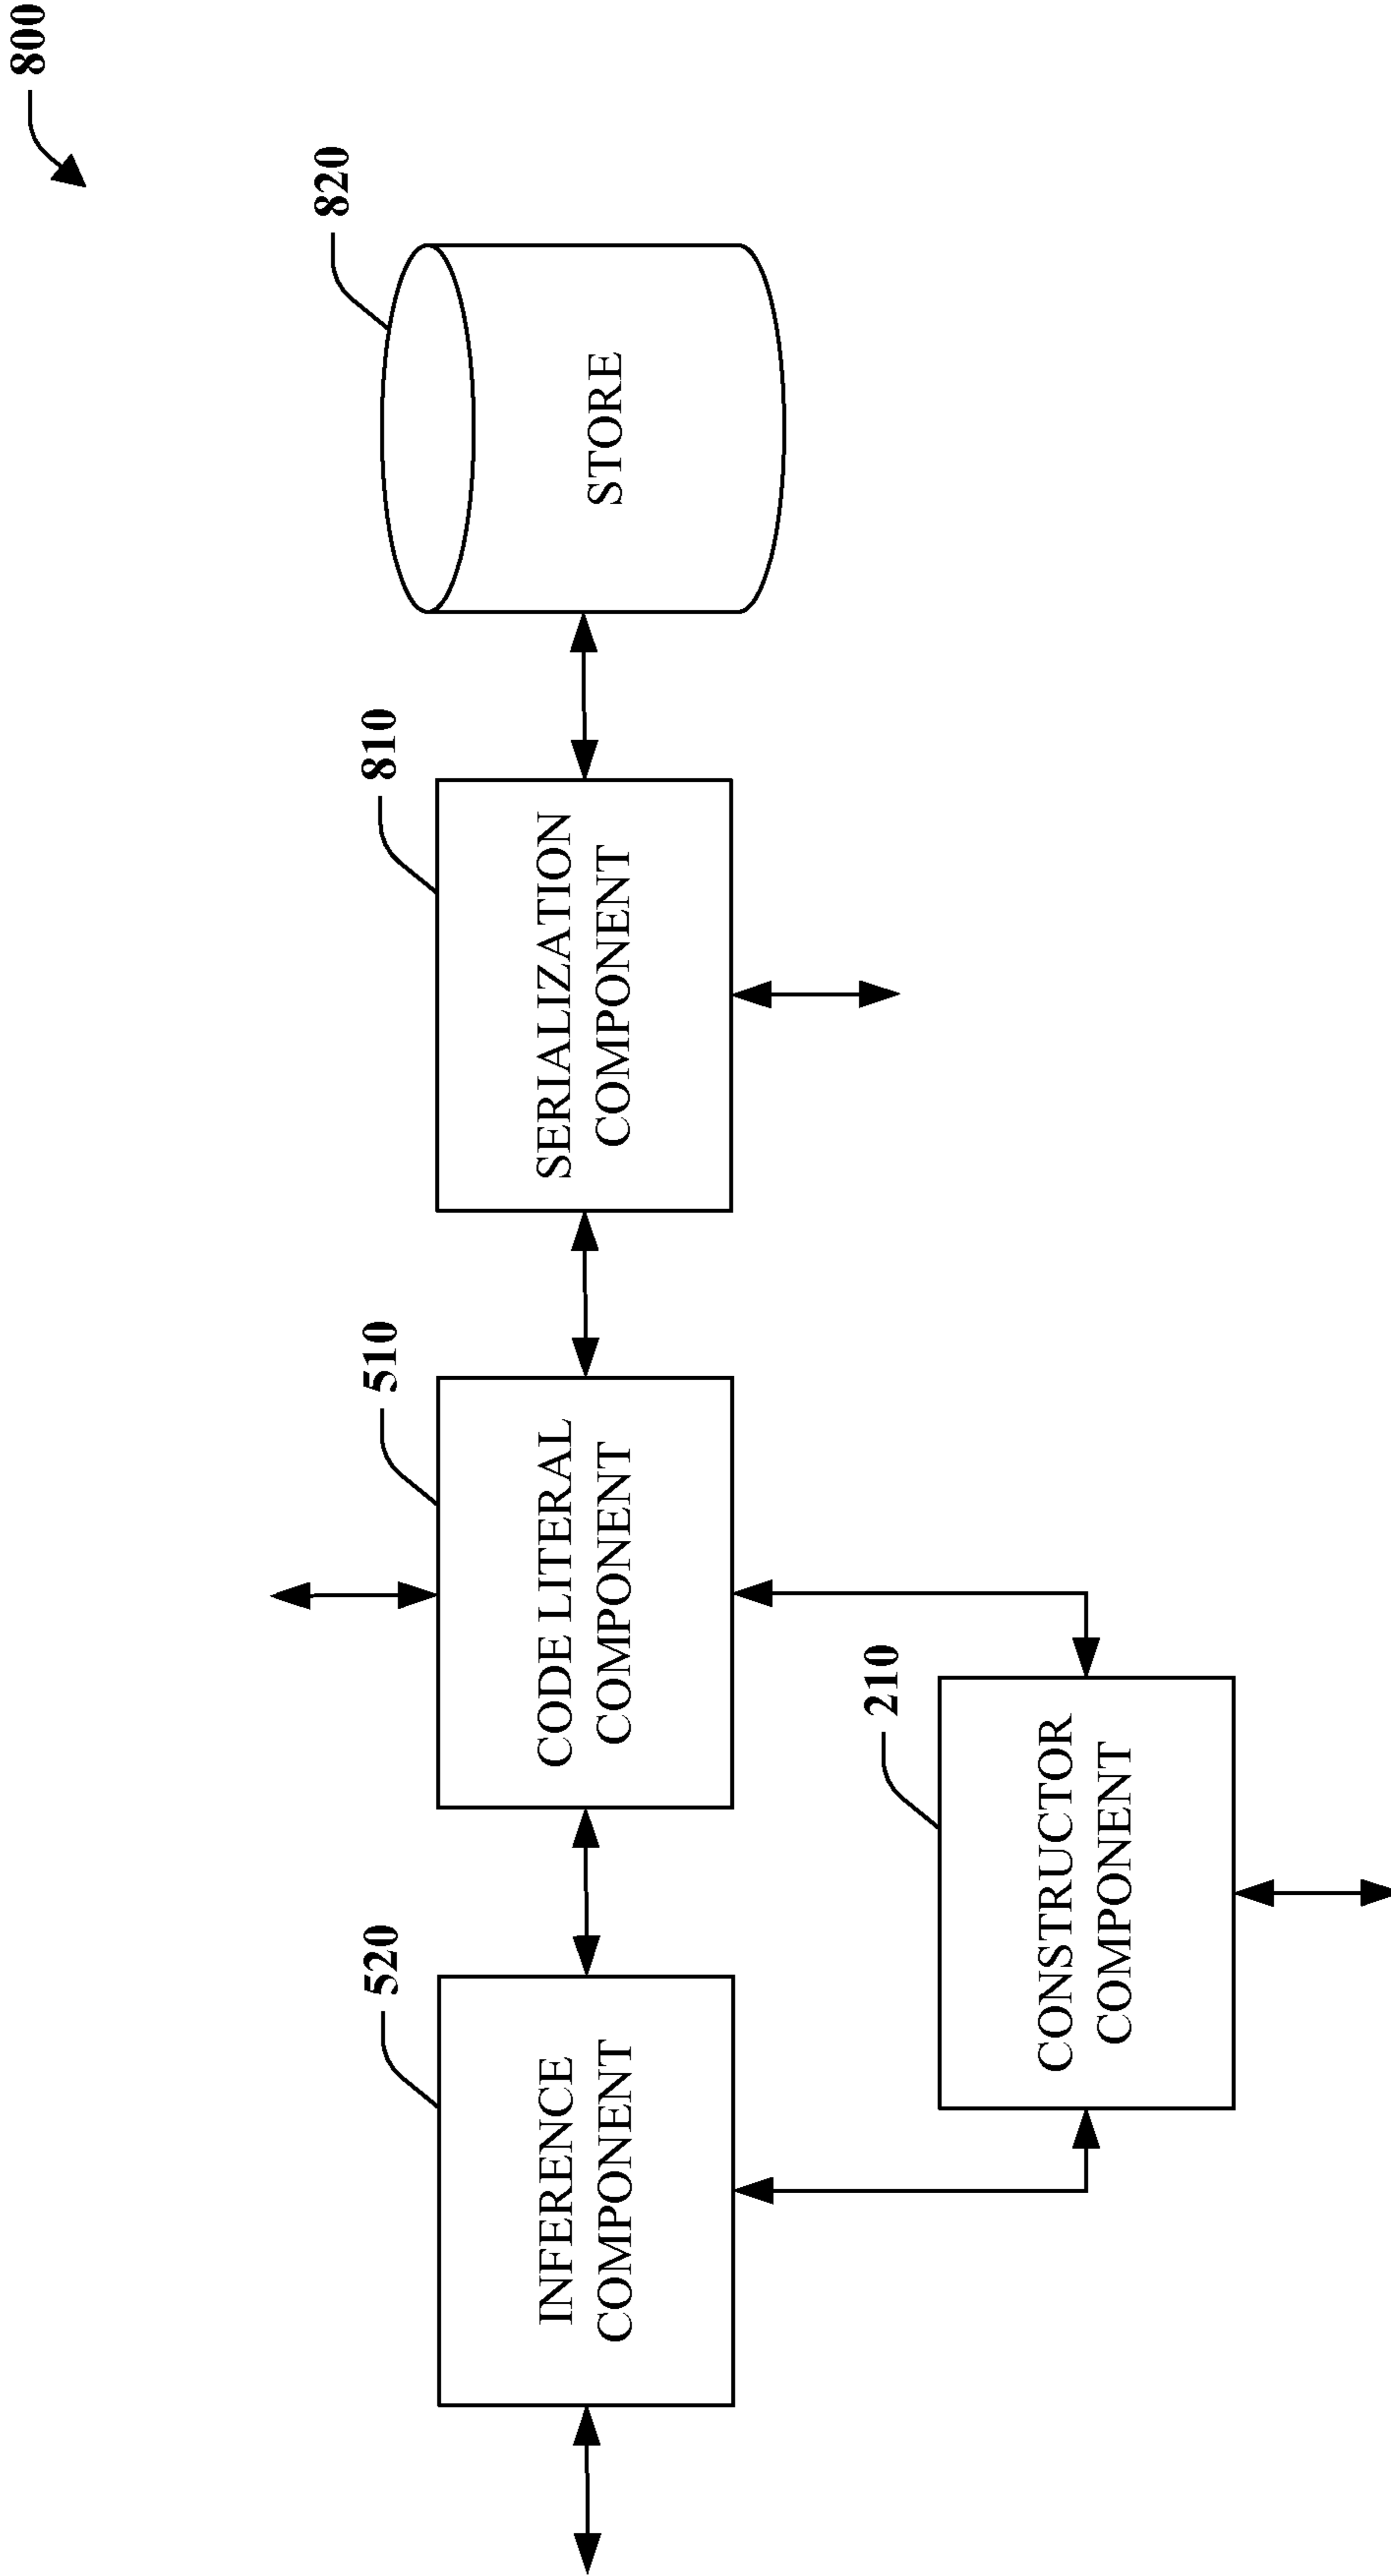 800
520
INFERENCE
COMPONENT
510
CODE LITERAL
COMPONENT
810
SERIALIZATION
COMPONENT
820
STORE
210
CONSTRUCTOR
COMPONENT